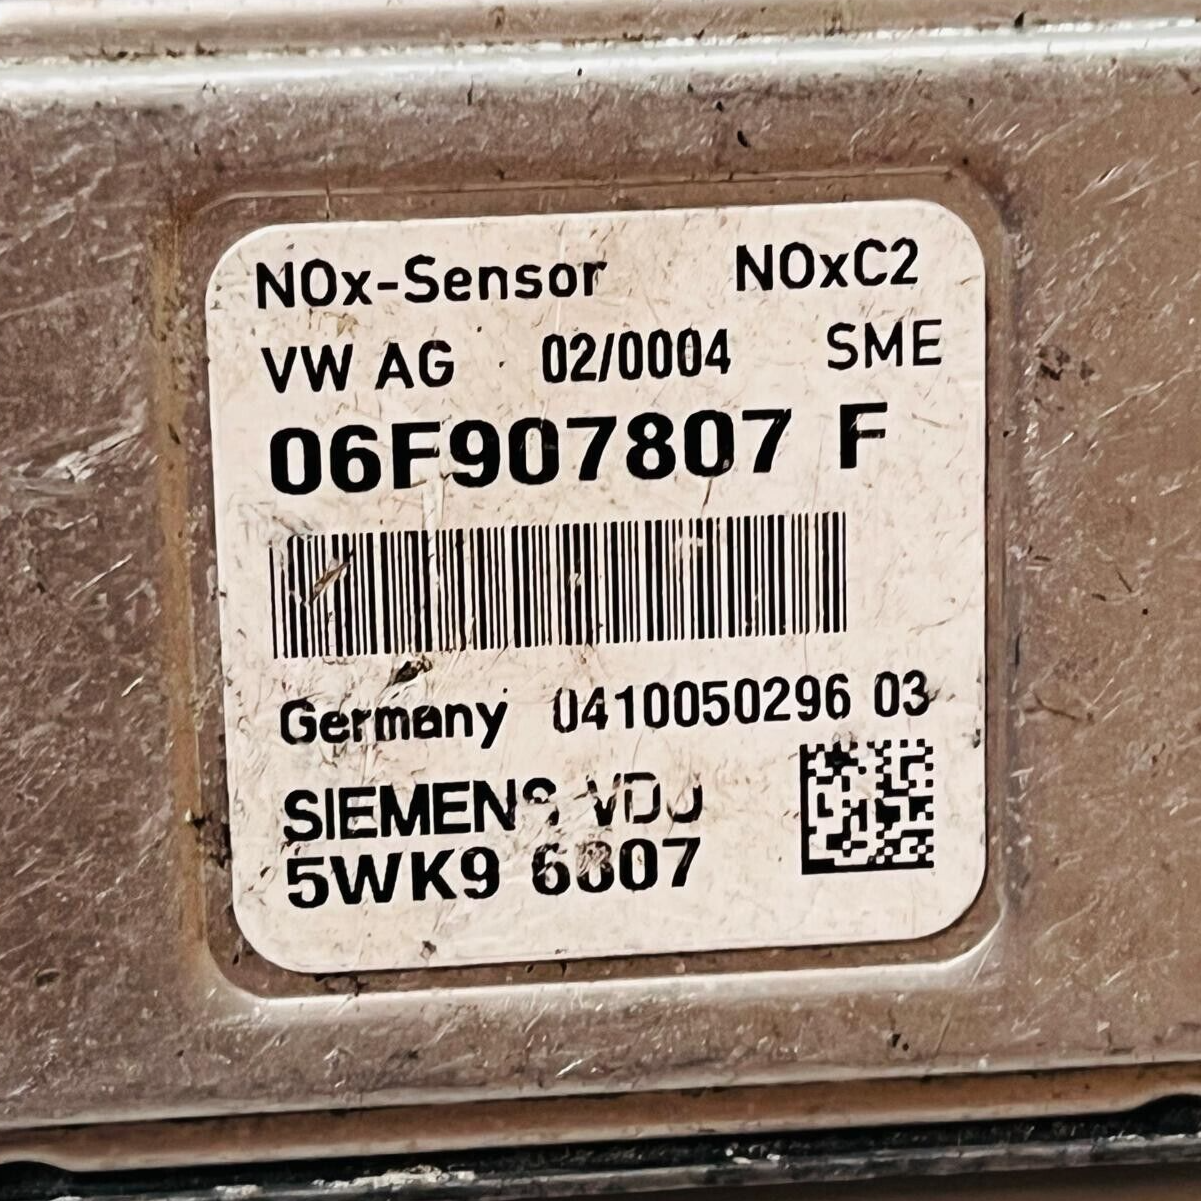 NOx-Sensor NOxC2
VW AG 02/0004 SME
06F907807 F
Germany 0410050296 03
SIEMENS VDO
5WK9 6807